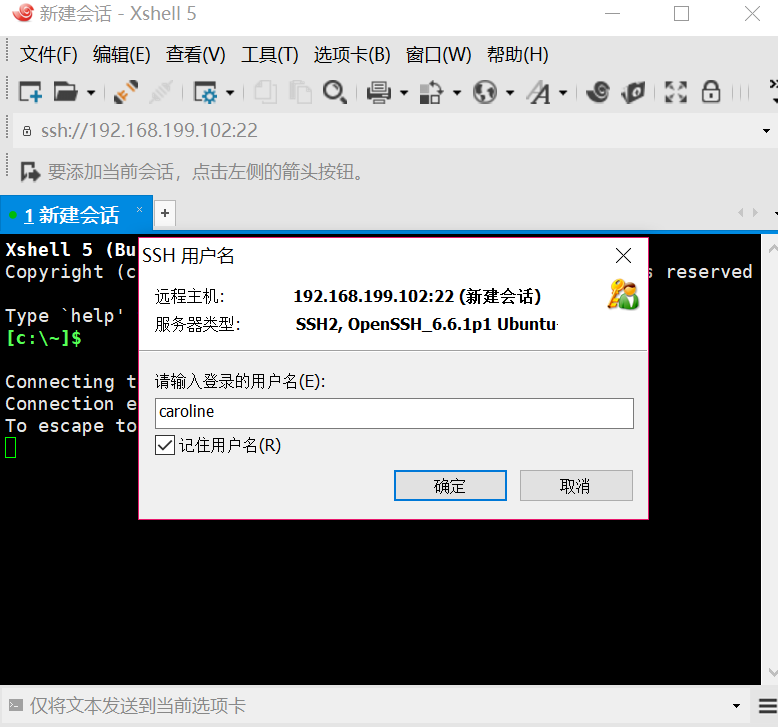 新建会话 - Xshell 5
文件(F) 编辑(E) 查看(V) 工具(T) 选项卡(B) 窗口(W) 帮助(H)
ssh://192.168.199.102:22
要添加当前会话，点击左侧的箭头按钮。
1 新建会话 × +
Xshell 5 (Bu
Copyright (c
s reserved
Type `help'
[c:\~]$
Connecting t
Connection e
To escape to
SSH 用户名
远程主机: 192.168.199.102:22 (新建会话)
服务器类型: SSH2, OpenSSH_6.6.1p1 Ubuntu-
请输入登录的用户名(E):
caroline
记住用户名(R)
确定 取消
仅将文本发送到当前选项卡